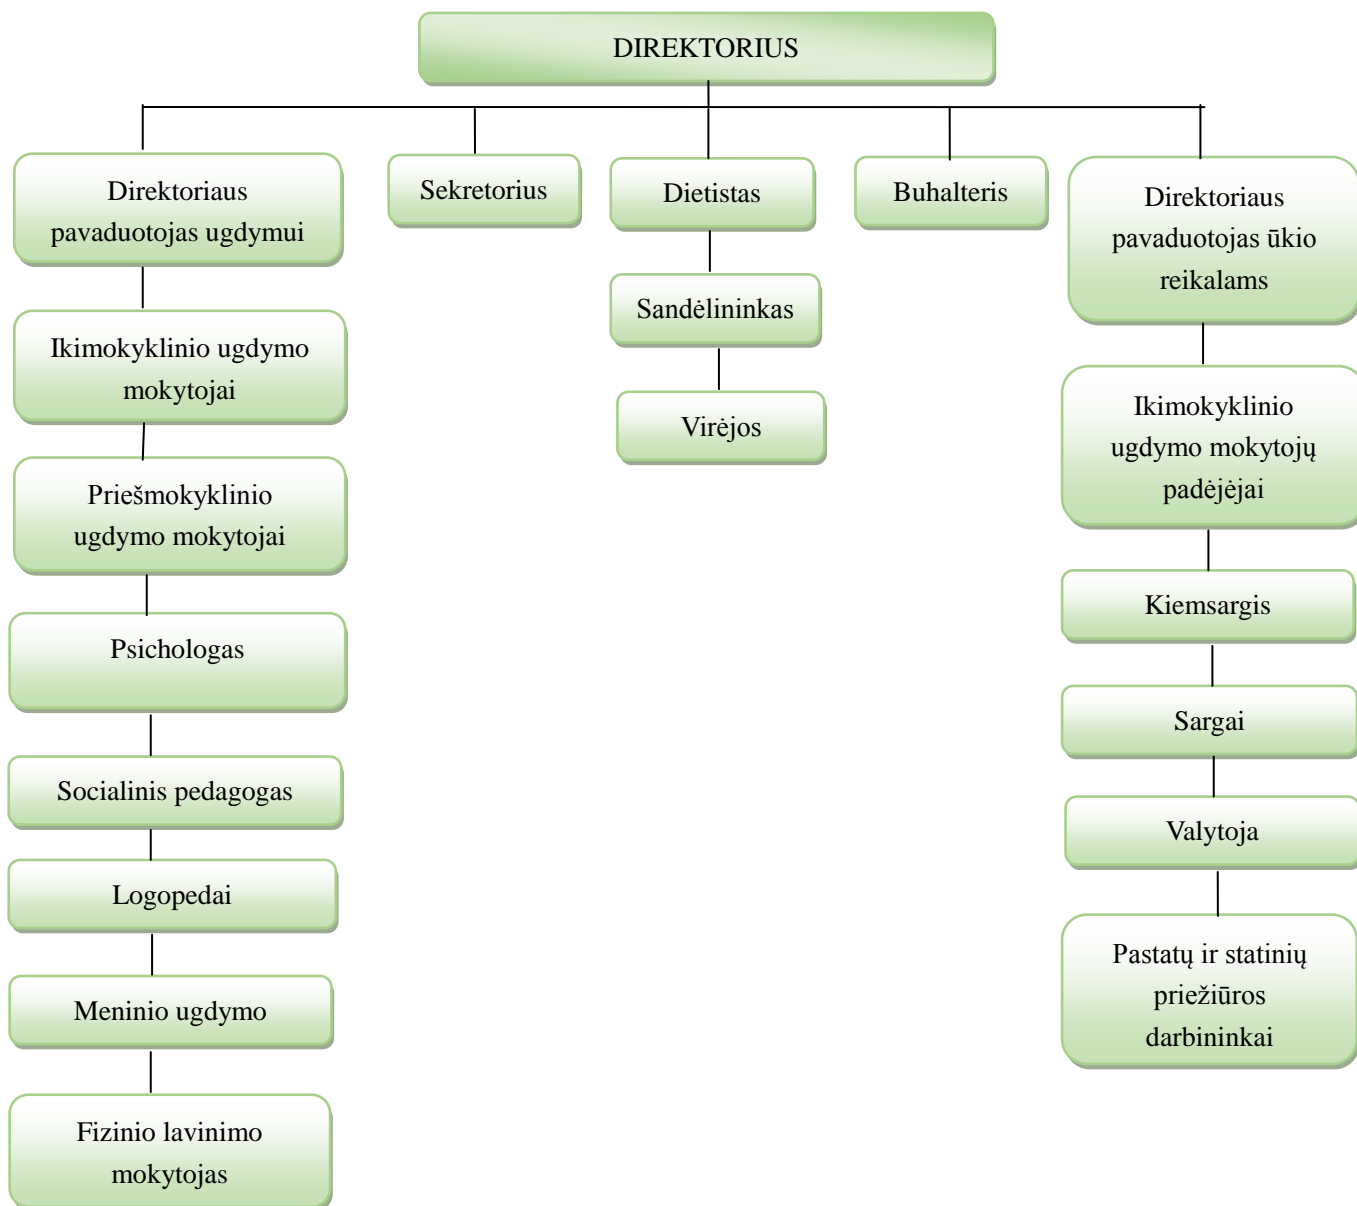 DIREKTORIUS
Direktoriaus
pavaduotojas ugdymui
Sekretorius
Dietistas
Buhalteris
Direktoriaus
pavaduotojas ūkio
reikalams
Ikimokyklinio ugdymo
mokytojai
Priešmokyklinio
ugdymo mokytojai
Psichologas
Socialinis pedagogas
Logopedai
Meninio ugdymo
Fizinio lavinimo
mokytojas
Sandėlininkas
Virėjos
Ikimokyklinio
ugdymo mokytojų
padėjėjai
Kiemsargis
Sargai
Valytoja
Pastatų ir statinių
priežiūros
darbininkai